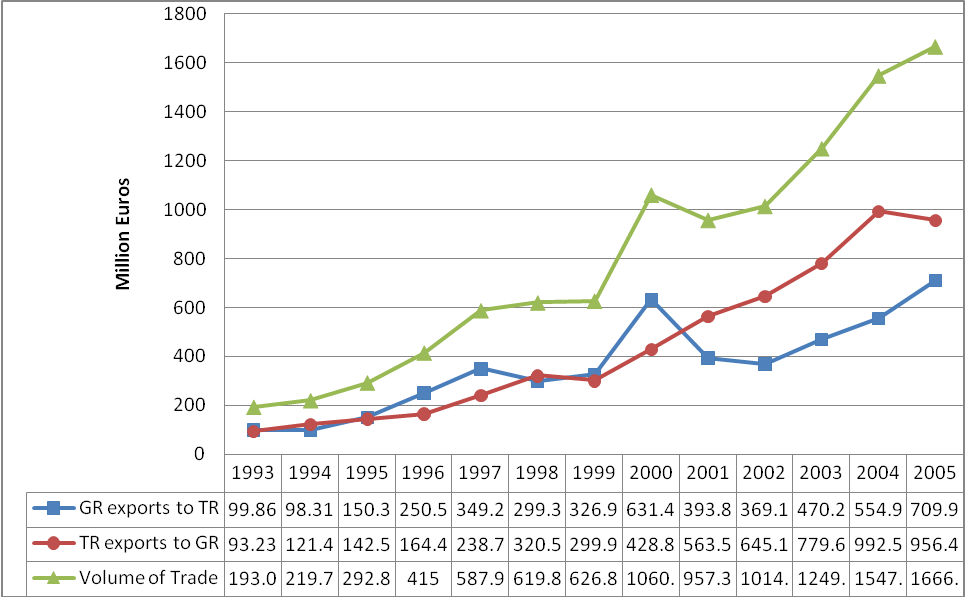 1800
1600
1400
1200
1000
800
600
400
200
0
Million Euros
1993 1994 1995 1996 1997 1998 1999 2000 2001 2002 2003 2004 2005
GR exports to TR 99.86 98.31 150.3 250.5 349.2 299.3 326.9 631.4 393.8 369.1 470.2 554.9 709.9
TR exports to GR 93.23 121.4 142.5 164.4 238.7 320.5 299.9 428.8 563.5 645.1 779.6 992.5 956.4
Volume of Trade 193.0 219.7 292.8 415 587.9 619.8 626.8 1060. 957.3 1014. 1249. 1547. 1666.